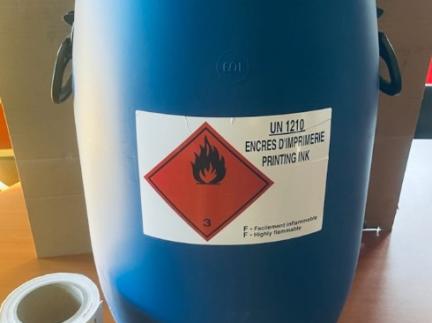 UN 1210
ENCRES D'IMPRIMERIE
PRINTING INK
3
F - Facilement inflammable
F - Highly flammable